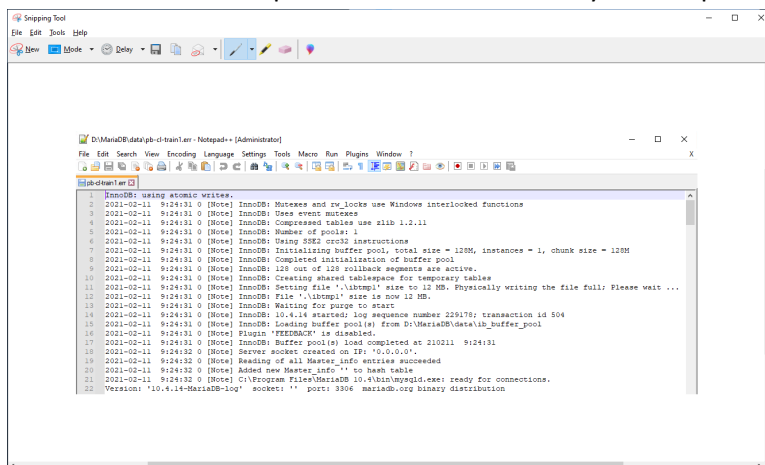 Snipping Tool
File Edit Tools Help
New Mode Delay
D:\MariaDB\data\pb-cl-train1.err - Notepad++ [Administrator]
File Edit Search View Encoding Language Settings Tools Macro Run Plugins Window ? X
pb-cl-train1.err
1 InnoDB: using atomic writes.
2 2021-02-11 9:24:31 0 [Note] InnoDB: Mutexes and rw_locks use Windows interlocked functions
3 2021-02-11 9:24:31 0 [Note] InnoDB: Uses event mutexes
4 2021-02-11 9:24:31 0 [Note] InnoDB: Compressed tables use zlib 1.2.11
5 2021-02-11 9:24:31 0 [Note] InnoDB: Number of pools: 1
6 2021-02-11 9:24:31 0 [Note] InnoDB: Using SSE2 crc32 instructions
7 2021-02-11 9:24:31 0 [Note] InnoDB: Initializing buffer pool, total size = 128M, instances = 1, chunk size = 128M
8 2021-02-11 9:24:31 0 [Note] InnoDB: Completed initialization of buffer pool
9 2021-02-11 9:24:31 0 [Note] InnoDB: 128 out of 128 rollback segments are active.
10 2021-02-11 9:24:31 0 [Note] InnoDB: Creating shared tablespace for temporary tables
11 2021-02-11 9:24:31 0 [Note] InnoDB: Setting file '.\ibtmp1' size to 12 MB. Physically writing the file full; Please wait ...
12 2021-02-11 9:24:31 0 [Note] InnoDB: File '.\ibtmp1' size is now 12 MB.
13 2021-02-11 9:24:31 0 [Note] InnoDB: Waiting for purge to start
14 2021-02-11 9:24:31 0 [Note] InnoDB: 10.4.14 started; log sequence number 229178; transaction id 504
15 2021-02-11 9:24:31 0 [Note] InnoDB: Loading buffer pool(s) from D:\MariaDB\data\ib_buffer_pool
16 2021-02-11 9:24:31 0 [Note] Plugin 'FEEDBACK' is disabled.
17 2021-02-11 9:24:31 0 [Note] InnoDB: Buffer pool(s) load completed at 210211 9:24:31
18 2021-02-11 9:24:32 0 [Note] Server socket created on IP: '0.0.0.0'.
19 2021-02-11 9:24:32 0 [Note] Reading of all Master_info entries succeeded
20 2021-02-11 9:24:32 0 [Note] Added new Master_info '' to hash table
21 2021-02-11 9:24:32 0 [Note] C:\Program Files\MariaDB 10.4\bin\mysqld.exe: ready for connections.
22 Version: '10.4.14-MariaDB-log' socket: '' port: 3306 mariadb.org binary distribution